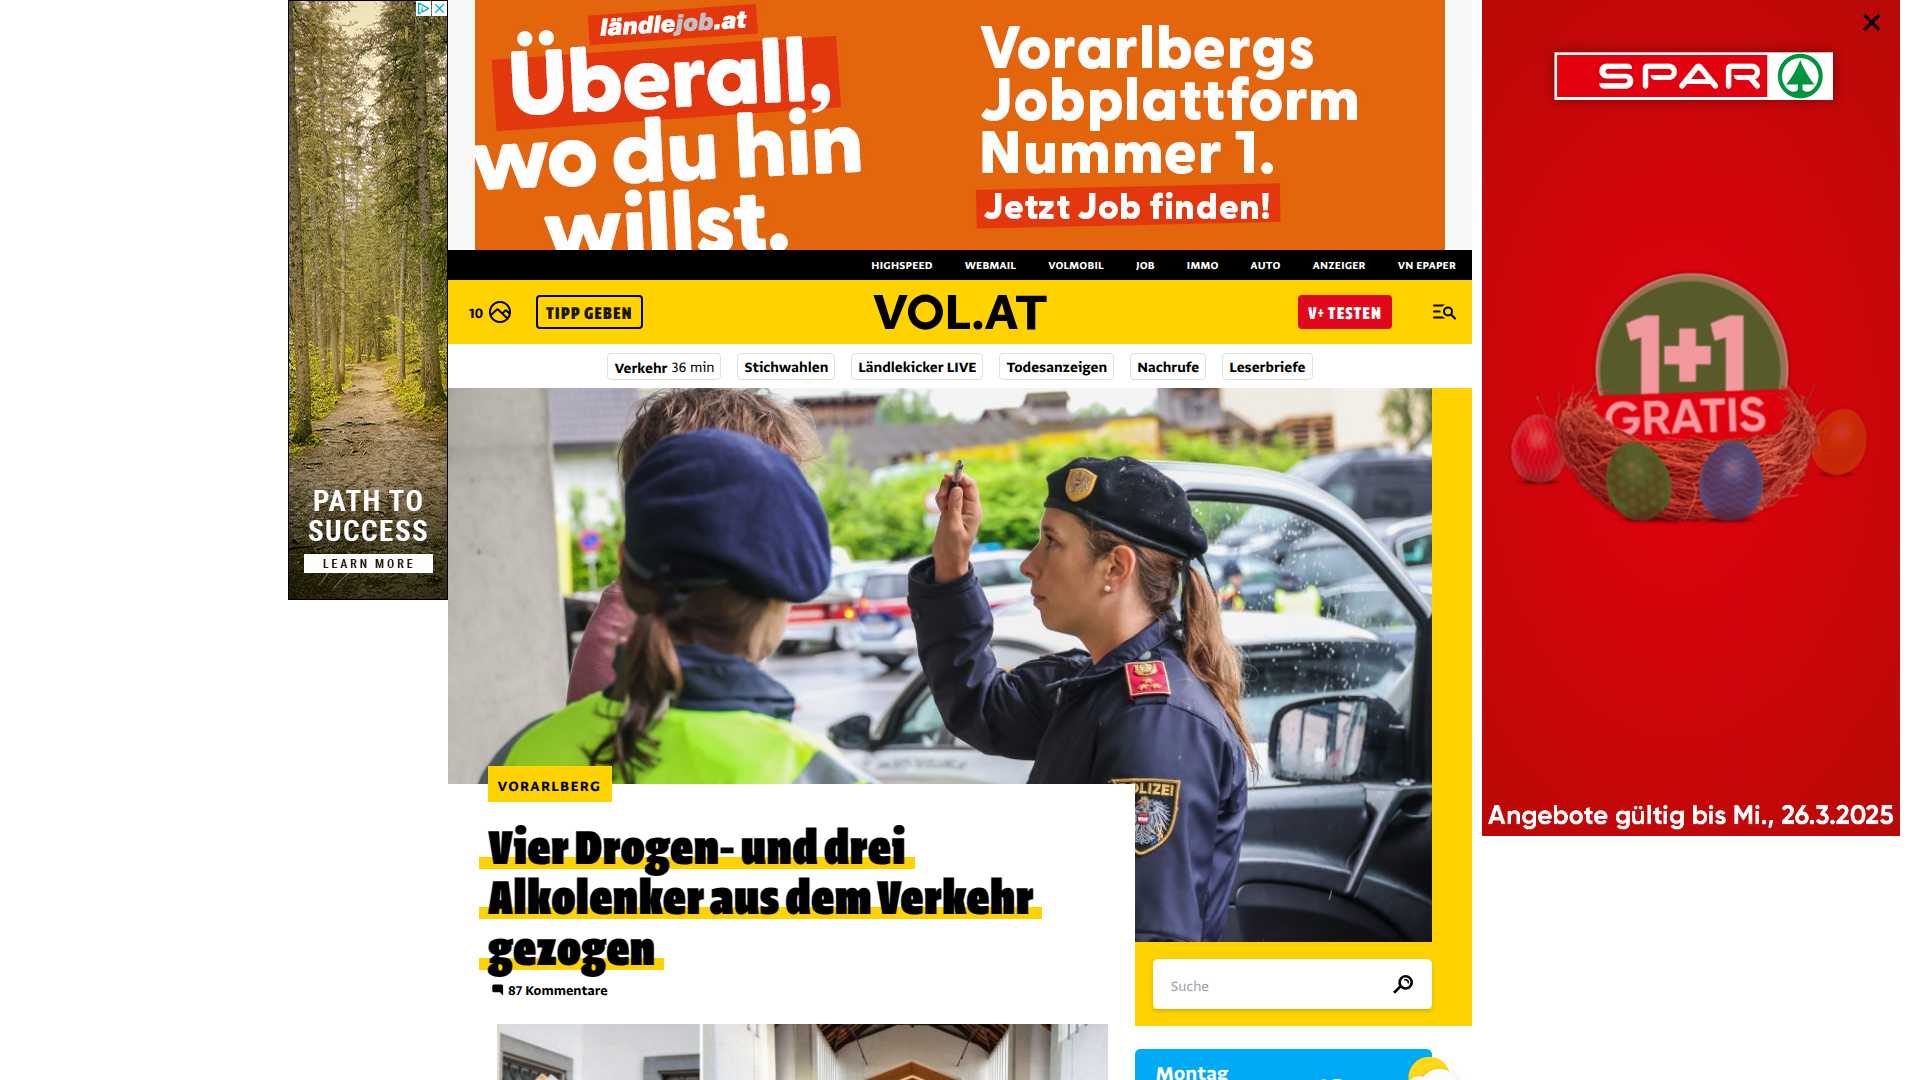 ländlejob.at
Überall,
wo du hin
willst.
Vorarlbergs
Jobplattform
Nummer 1.
Jetzt Job finden!
SPAR
1+1
GRATIS
Angebote gültig bis Mi., 26.3.2025
PATH TO
SUCCESS
LEARN MORE
HIGHSPEED WEBMAIL VOLMOBIL JOB IMMO AUTO ANZEIGER VN EPAPER
10 TIPP GEBEN VOL.AT V+ TESTEN
Verkehr 36 min Stichwahlen Ländlekicker LIVE Todesanzeigen Nachrufe Leserbriefe
POLIZEI
VORARLBERG
Vier Drogen- und drei
Alkolenker aus dem Verkehr
gezogen
87 Kommentare
Suche
Montag